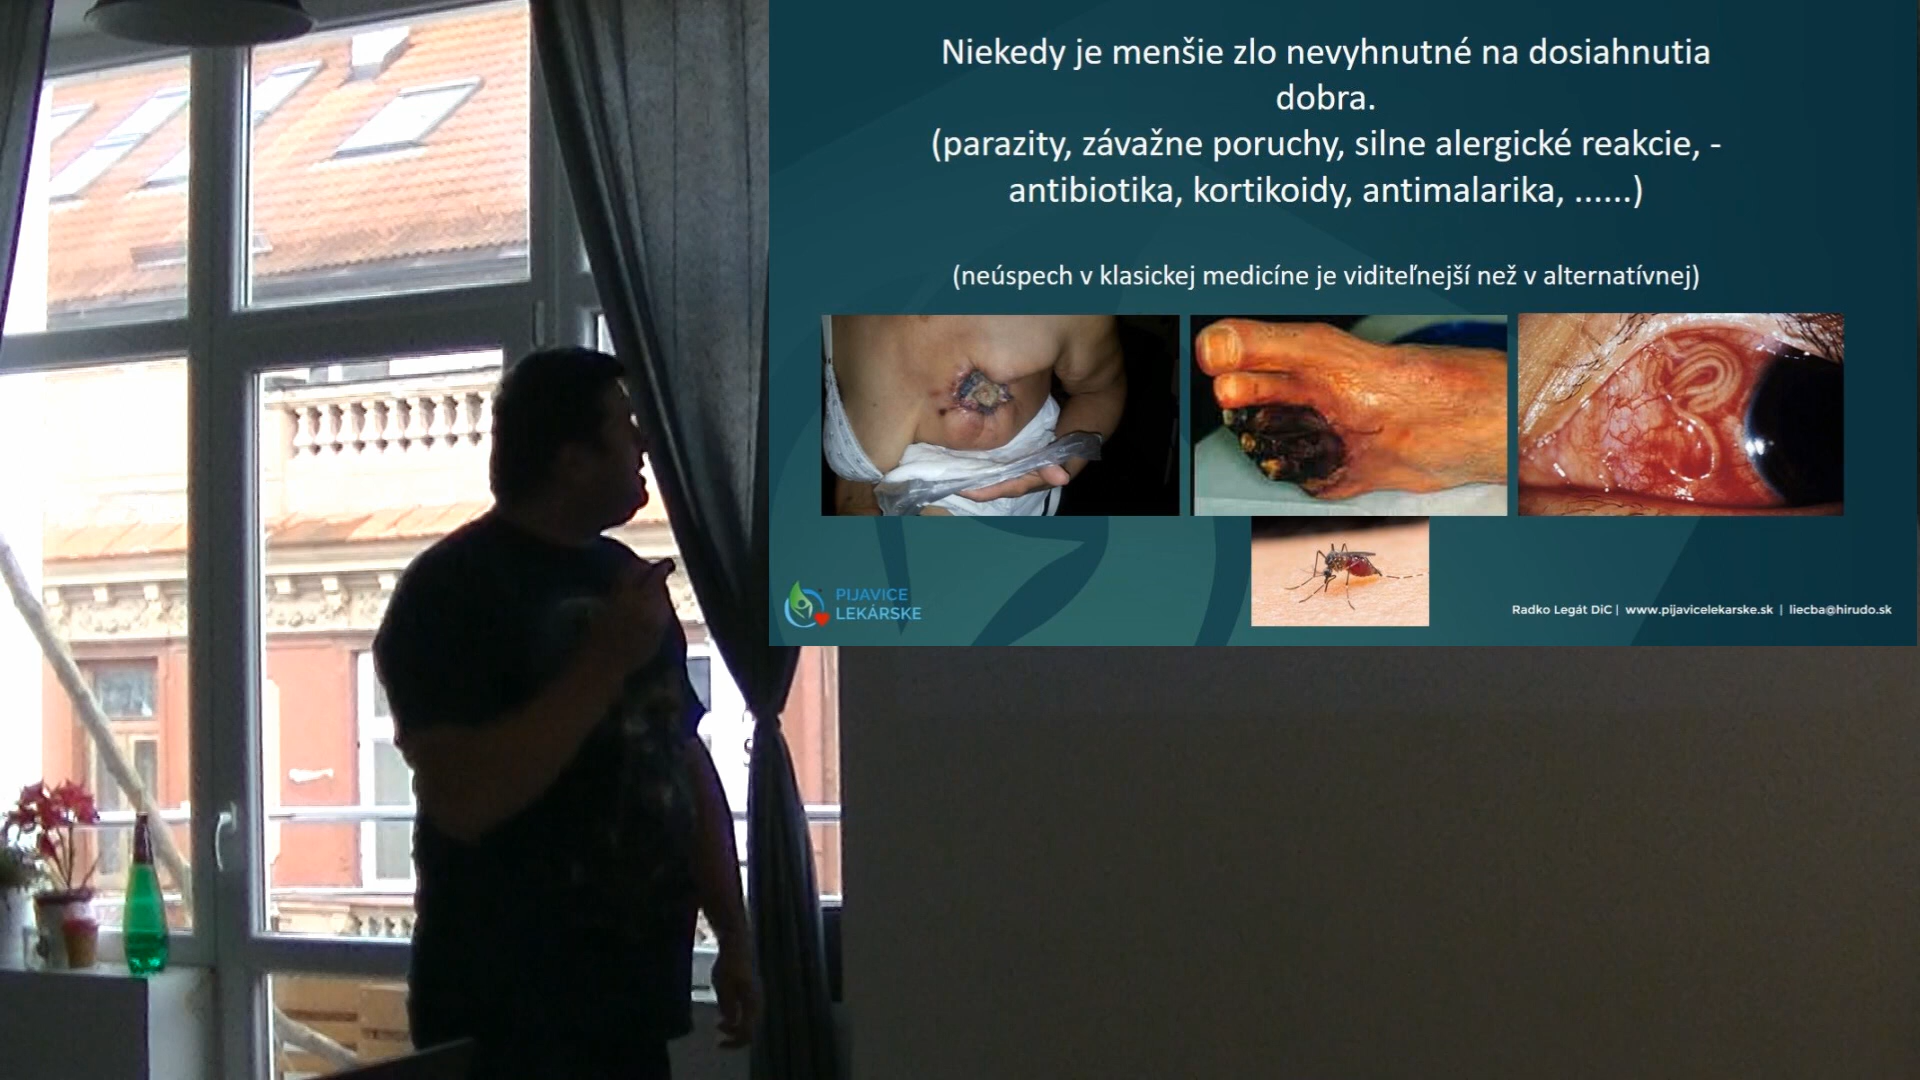 Niekedy je menšie zlo nevyhnutné na dosiahnutia
dobra.
(parazity, závažne poruchy, silne alergické reakcie, -
antibiotika, kortikoidy, antimalarika, ......)
(neúspech v klasickej medicíne je viditeľnejší než v alternatívnej)
PIJAVICE
LEKÁRSKE
Radko Legát DiC | www.pijavicelekarske.sk | liecba@hirudo.sk